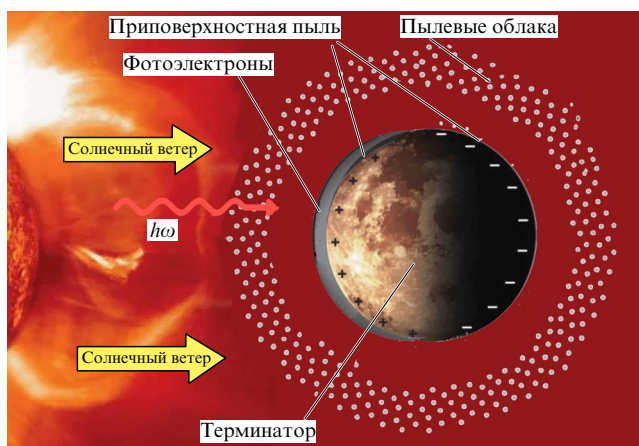 Приповерхностная пыль
Пылевые облака
Фотоэлектроны
Солнечный ветер
hω
Солнечный ветер
Терминатор